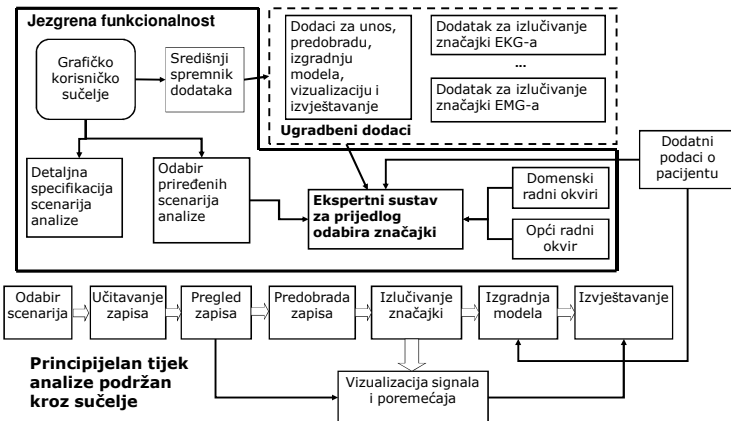 Jezgrena funkcionalnost
Grafičko
korisničko
sučelje
Središnji
spremnik
dodataka
Dodaci za unos,
predobradu,
izgradnju
modela,
vizualizaciju i
izvještavanje
Dodatak za izlučivanje
značajki EKG-a
...
Dodatak za izlučivanje
značajki EMG-a
Ugradbeni dodaci
Detaljna
specifikacija
scenarija
analize
Odabir
priređenih
scenarija
analize
Ekspertni sustav
za prijedlog
odabira značajki
Domenski
radni okviri
Opći radni
okvir
Dodatni
podaci o
pacijentu
Odabir
scenarija
Učitavanje
zapisa
Pregled
zapisa
Predobrada
zapisa
Izlučivanje
značajki
Izgradnja
modela
Izvještavanje
Principijelan tijek
analize podržan
kroz sučelje
Vizualizacija signala
i poremećaja